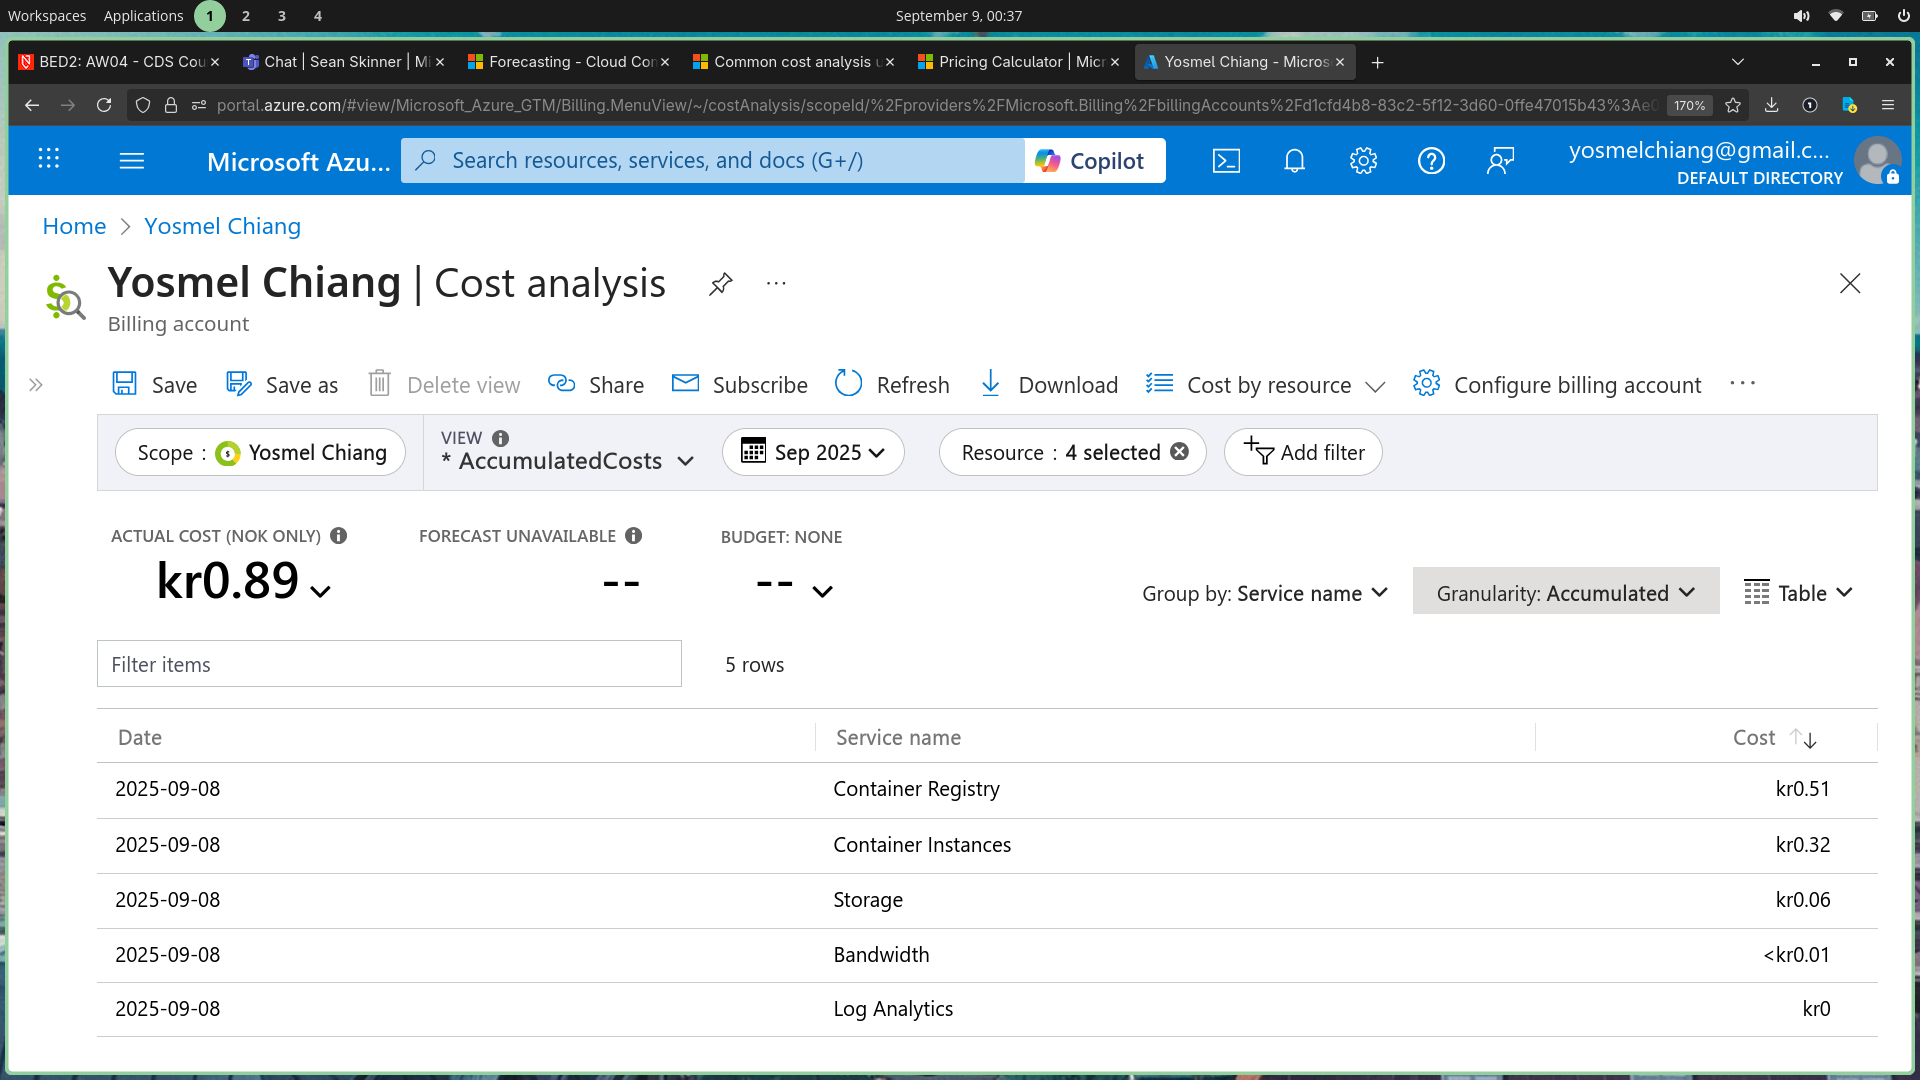 Workspaces Applications 1 2 3 4 September 9, 00:37
BED2: AW04 - CDS Cou Chat | Sean Skinner | Mi Forecasting - Cloud Con Common cost analysis u Pricing Calculator | Micr Yosmel Chiang - Micros
portal.azure.com/#view/Microsoft_Azure_GTM/Billing.MenuView/~/costAnalysis/scopeId/%2Fproviders%2FMicrosoft.Billing%2FbillingAccounts%2Fd1cfd4b8-83c2-5f12-3d60-0ffe47015b43%3Ae0 170%
Microsoft Azu... Search resources, services, and docs (G+/) Copilot yosmelchiang@gmail.c...
DEFAULT DIRECTORY
Home > Yosmel Chiang
Yosmel Chiang | Cost analysis ...
Billing account
Save Save as Delete view Share Subscribe Refresh Download Cost by resource Configure billing account ...
Scope : Yosmel Chiang VIEW * AccumulatedCosts Sep 2025 Resource : 4 selected Add filter
ACTUAL COST (NOK ONLY) FORECAST UNAVAILABLE BUDGET: NONE
kr0.89 -- --
Group by: Service name Granularity: Accumulated Table
Filter items 5 rows
Date Service name Cost
2025-09-08 Container Registry kr0.51
2025-09-08 Container Instances kr0.32
2025-09-08 Storage kr0.06
2025-09-08 Bandwidth <kr0.01
2025-09-08 Log Analytics kr0